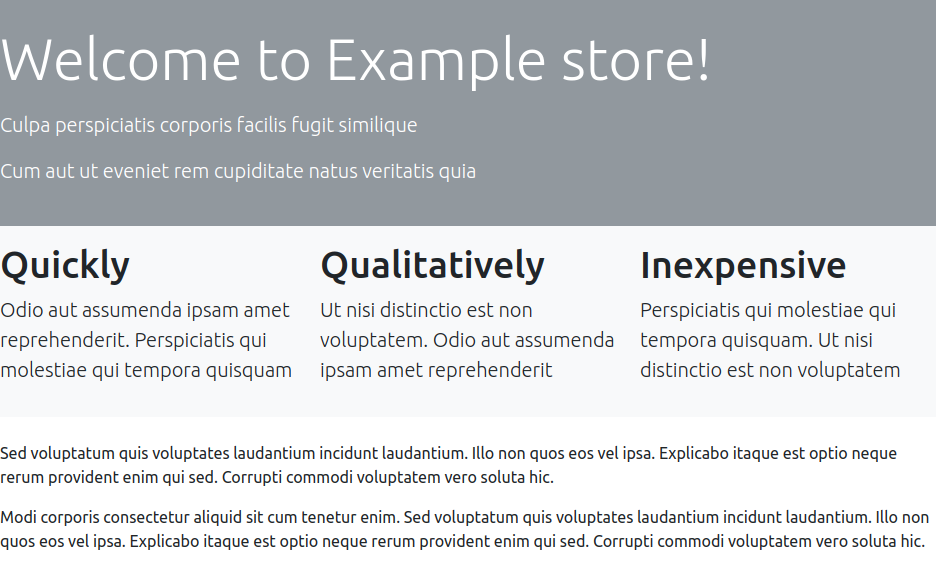 Welcome to Example store!
Culpa perspiciatis corporis facilis fugit similique
Cum aut ut eveniet rem cupiditate natus veritatis quia
Quickly
Odio aut assumenda ipsam amet
reprehenderit. Perspiciatis qui
molestiae qui tempora quisquam
Qualitatively
Ut nisi distinctio est non
voluptatem. Odio aut assumenda
ipsam amet reprehenderit
Inexpensive
Perspiciatis qui molestiae qui
tempora quisquam. Ut nisi
distinctio est non voluptatem
Sed voluptatum quis voluptates laudantium incidunt laudantium. Illo non quos eos vel ipsa. Explicabo itaque est optio neque
rerum provident enim qui sed. Corrupti commodi voluptatem vero soluta hic.
Modi corporis consectetur aliquid sit cum tenetur enim. Sed voluptatum quis voluptates laudantium incidunt laudantium. Illo non
quos eos vel ipsa. Explicabo itaque est optio neque rerum provident enim qui sed. Corrupti commodi voluptatem vero soluta hic.